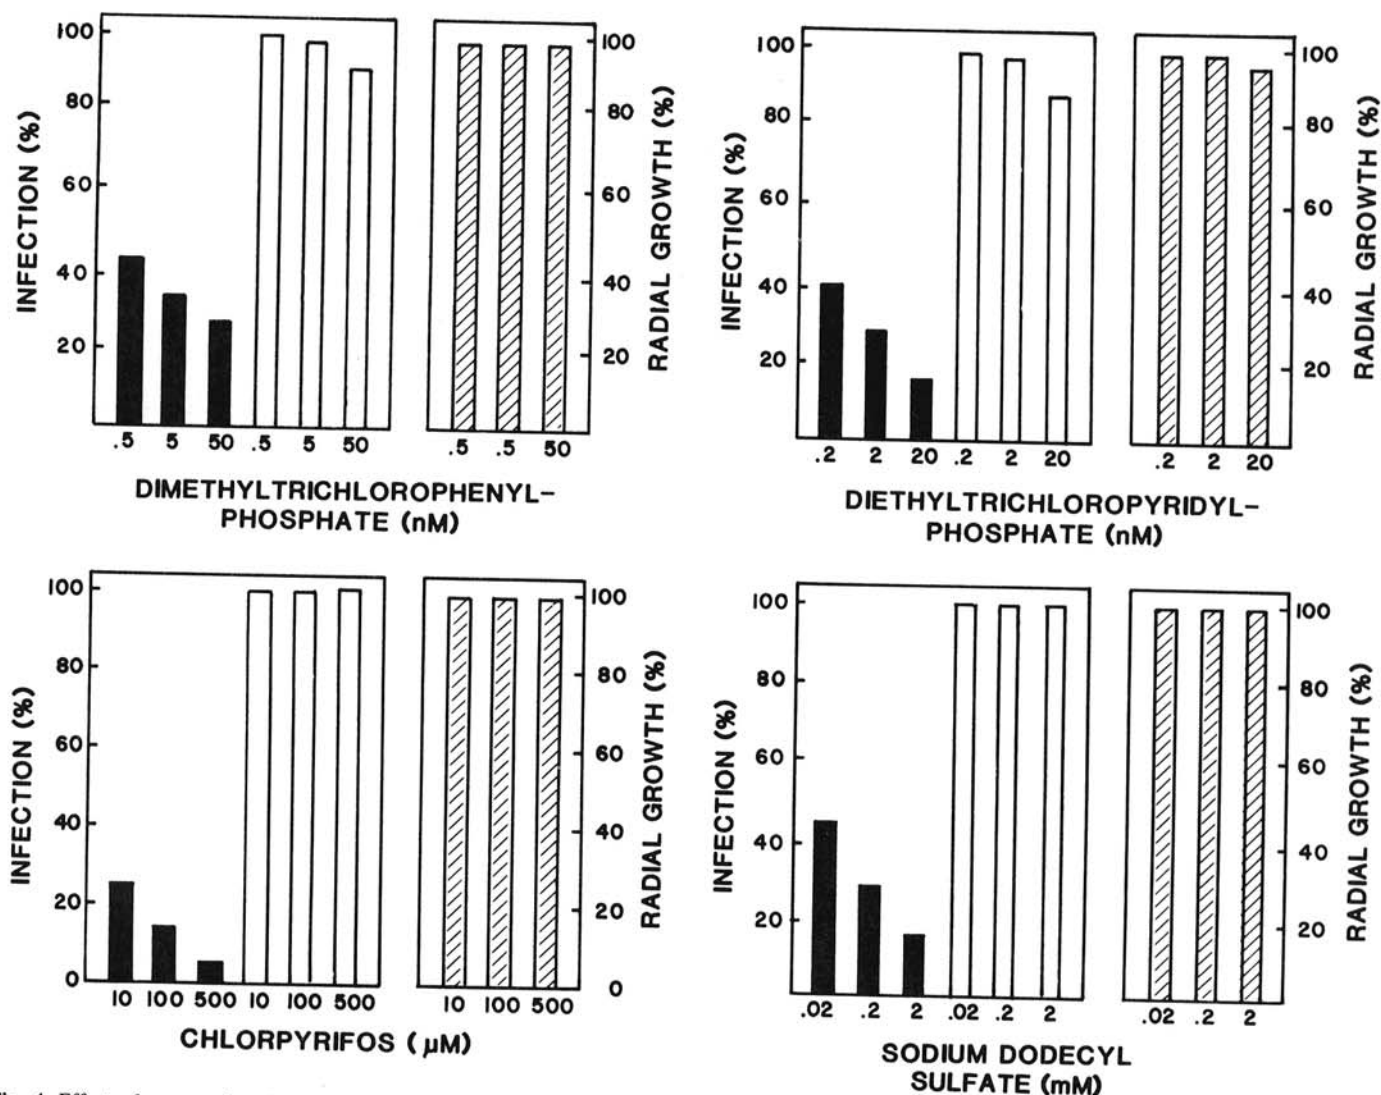 INFECTION (%)
100
80
60
40
20
.5 5 50 .5 5 50
.5 .5 50
100
80
60
40
20
RADIAL GROWTH (%)
DIMETHYLTRICHLOROPHENYL-
PHOSPHATE (nM)
INFECTION (%)
100
80
60
40
20
.2 2 20 .2 2 20
.2 2 20
100
80
60
40
20
RADIAL GROWTH (%)
DIETHYLTRICHLOROPYRIDYL-
PHOSPHATE (nM)
INFECTION (%)
100
80
60
40
20
0
10 100 500 10 100 500
10 100 500
100
80
60
40
20
0
RADIAL GROWTH (%)
CHLORPYRIFOS (µM)
INFECTION (%)
100
80
60
40
20
.02 .2 2 .02 .2 2
.02 .2 2
100
80
60
40
20
RADIAL GROWTH (%)
SODIUM DODECYL
SULFATE (mM)